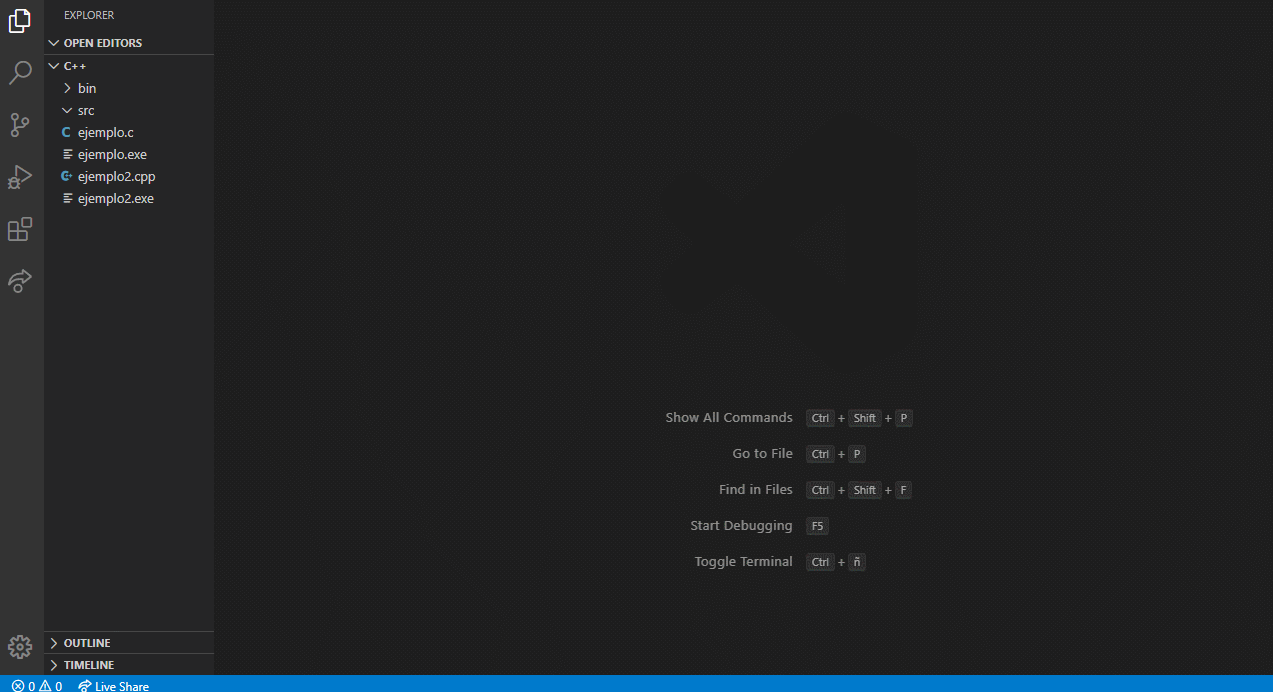 EXPLORER
OPEN EDITORS
C++
bin
src
C ejemplo.c
ejemplo.exe
C+ ejemplo2.cpp
ejemplo2.exe
Show All Commands Ctrl + Shift + P
Go to File Ctrl + P
Find in Files Ctrl + Shift + F
Start Debugging F5
Toggle Terminal Ctrl + ñ
OUTLINE
TIMELINE
0 0 Live Share